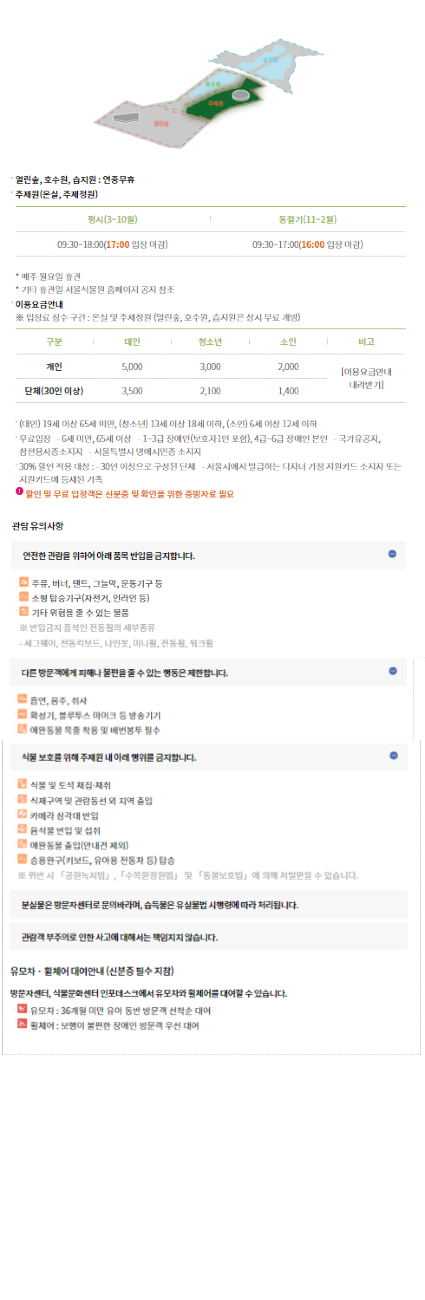 습지원
호수원
주제원
열린숲
열린숲, 호수원, 습지원 : 연중무휴
주제원(온실, 주제정원)
평시(3~10월) 동절기(11~2월)
09:30~18:00(17:00 입장 마감) 09:30~17:00(16:00 입장 마감)
* 매주 월요일 휴관
* 기타 휴관일 서울식물원 홈페이지 공지 참조
이용요금안내
※ 입장료 징수 구간 : 온실 및 주제정원 (열린숲, 호수원, 습지원은 상시 무료 개방)
구분 대인 청소년 소인 비고
개인 5,000 3,000 2,000 [이용요금안내
내려받기]
단체(30인 이상) 3,500 2,100 1,400
(대인) 19세 이상 65세 미만, (청소년) 13세 이상 18세 이하, (소인) 6세 이상 12세 이하
무료입장 - 6세 미만, 65세 이상 - 1~3급 장애인(보호자1인 포함), 4급~6급 장애인 본인 - 국가유공자,
참전용사증소지자 - 서울특별시 명예시민증 소지자
30% 할인 적용 대상 : - 30인 이상으로 구성된 단체 - 서울시에서 발급하는 다자녀 가정 지원카드 소지자 또는
지원카드에 등재된 가족
할인 및 무료 입장객은 신분증 및 확인을 위한 증빙자료 필요
관람 유의사항
안전한 관람을 위하여 아래 품목 반입을 금지합니다.
주류, 버너, 텐트, 그늘막, 운동기구 등
소형 탑승기구(자전거, 인라인 등)
기타 위험을 줄 수 있는 물품
※ 반입금지 품목인 전동휠의 세부종류
- 세그웨이, 전동킥보드, 나인봇, 미니휠, 전동휠, 워크휠
다른 방문객에게 피해나 불편을 줄 수 있는 행동은 제한합니다.
흡연, 음주, 취사
확성기, 블루투스 마이크 등 방송기기
애완동물 목줄 착용 및 배변봉투 필수
식물 보호를 위해 주제원 내 아래 행위를 금지합니다.
식물 및 토석 채집·채취
식재구역 및 관람동선 외 지역 출입
카메라 삼각대 반입
음식물 반입 및 섭취
애완동물 출입(안내견 제외)
승용완구(키보드, 유아용 전동차 등) 탑승
※ 위반 시 「공원녹지법」, 「수목원정원법」 및 「동물보호법」에 의해 처벌받을 수 있습니다.
분실물은 방문자센터로 문의바라며, 습득물은 유실물법 시행령에 따라 처리됩니다.
관람객 부주의로 인한 사고에 대해서는 책임지지 않습니다.
유모차 · 휠체어 대여안내 (신분증 필수 지참)
방문자센터, 식물문화센터 인포데스크에서 유모차와 휠체어를 대여할 수 있습니다.
유모차 : 36개월 미만 유아 동반 방문객 선착순 대여
휠체어 : 보행이 불편한 장애인 방문객 우선 대여